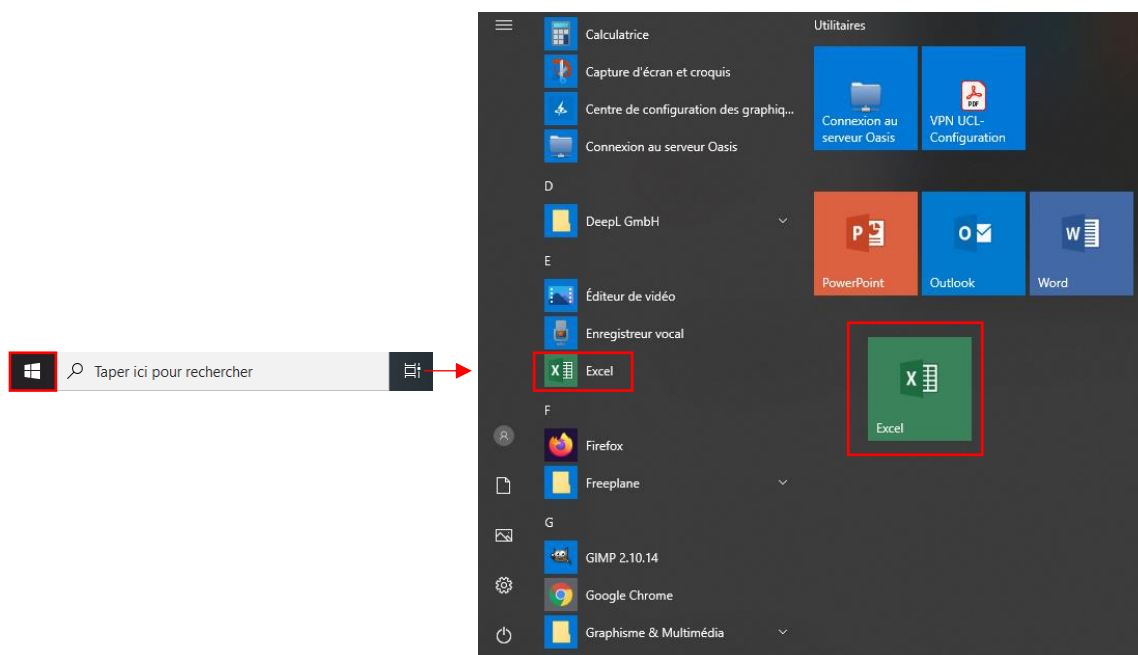 Taper ici pour rechercher
Calculatrice
Capture d'écran et croquis
Centre de configuration des graphiq...
Connexion au serveur Oasis
D
DeepL GmbH
E
Éditeur de vidéo
Enregistreur vocal
Excel
F
Firefox
Freeplane
G
GIMP 2.10.14
Google Chrome
Graphisme & Multimédia
Utilitaires
Connexion au
serveur Oasis
PDF
VPN UCL-
Configuration
P
PowerPoint
O
Outlook
W
Word
X
Excel